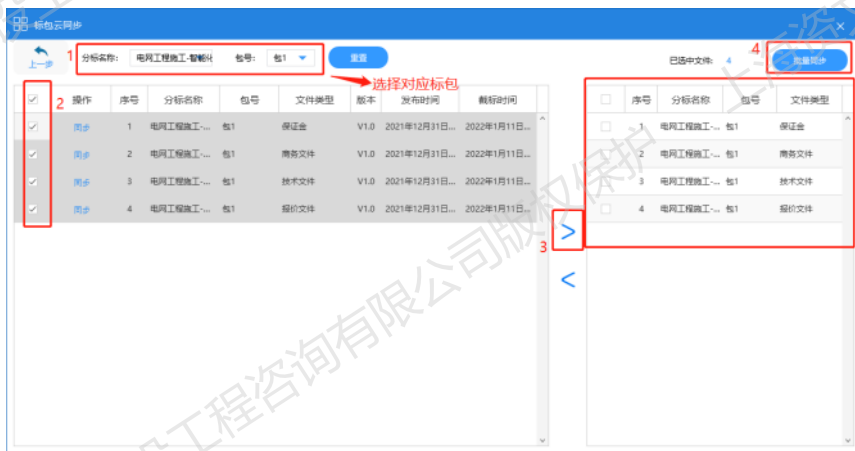 标包云同步
上一步
1 分标名称: 电网工程施工-智能化 包号: 包1 重置
已选中文件: 4
4 批量同步
选择对应标包
2 操作 序号 分标名称 包号 文件类型 版本 发布时间 截标时间
同步 1 电网工程施工-... 包1 保证金 V1.0 2021年12月31日... 2022年1月11日...
同步 2 电网工程施工-... 包1 商务文件 V1.0 2021年12月31日... 2022年1月11日...
同步 3 电网工程施工-... 包1 技术文件 V1.0 2021年12月31日... 2022年1月11日...
同步 4 电网工程施工-... 包1 报价文件 V1.0 2021年12月31日... 2022年1月11日...
3
>
<
序号 分标名称 包号 文件类型
1 电网工程施工-... 包1 保证金
2 电网工程施工-... 包1 商务文件
3 电网工程施工-... 包1 技术文件
4 电网工程施工-... 包1 报价文件
工程咨询有限公司版权保护